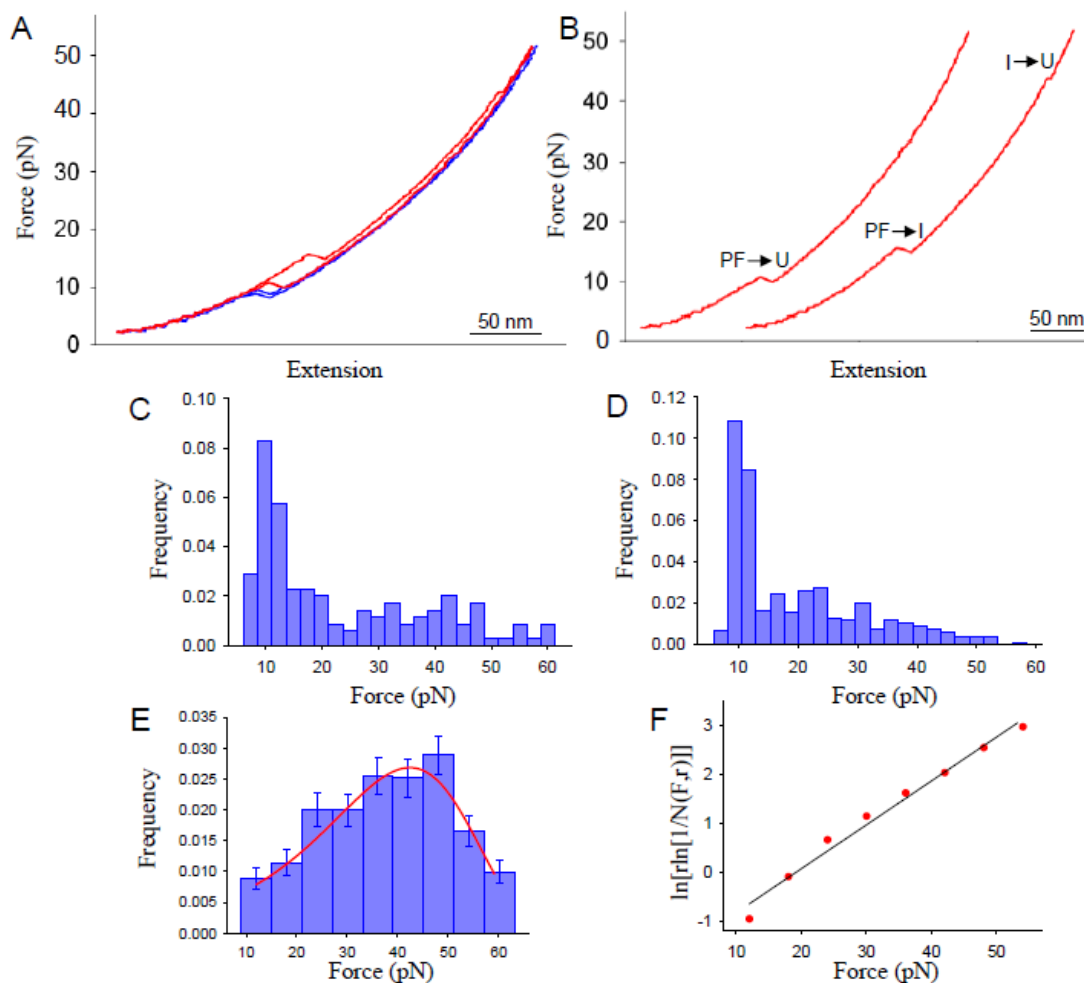 A
Force (pN)
50
40
30
20
10
0
50 nm
Extension
B
Force (pN)
50
40
30
20
10
0
I→U
PF→I
PF→U
50 nm
Extension
C
Frequency
0.10
0.08
0.06
0.04
0.02
0.00
10 20 30 40 50 60
Force (pN)
D
Frequency
0.12
0.10
0.08
0.06
0.04
0.02
0.00
10 20 30 40 50 60
Force (pN)
E
Frequency
0.035
0.030
0.025
0.020
0.015
0.010
0.005
0.000
10 20 30 40 50 60
Force (pN)
F
ln[rln[1/N(F,r)]]
3
2
1
0
-1
10 20 30 40 50
Force (pN)